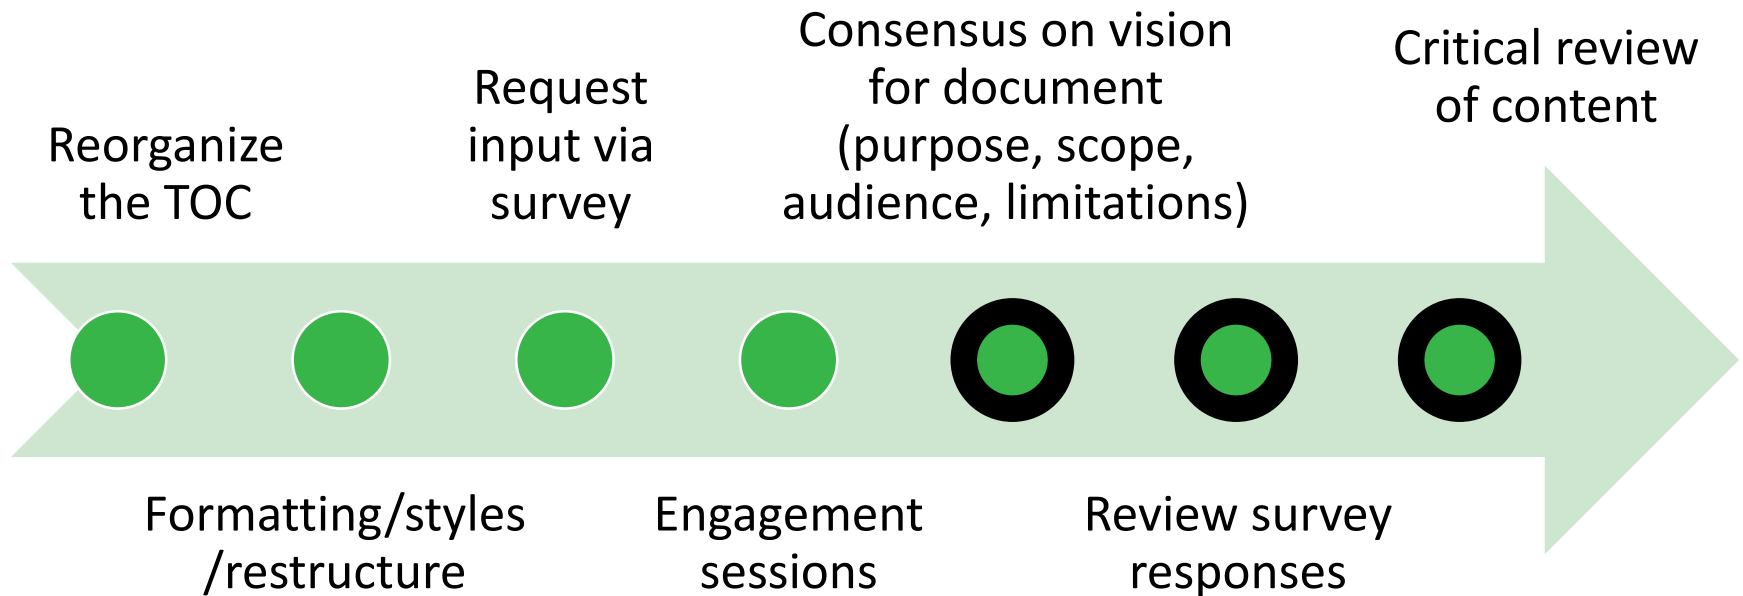 Reorganize
the TOC
Formatting/styles
/restructure
Request
input via
survey
Engagement
sessions
Consensus on vision
for document
(purpose, scope,
audience, limitations)
Review survey
responses
Critical review
of content